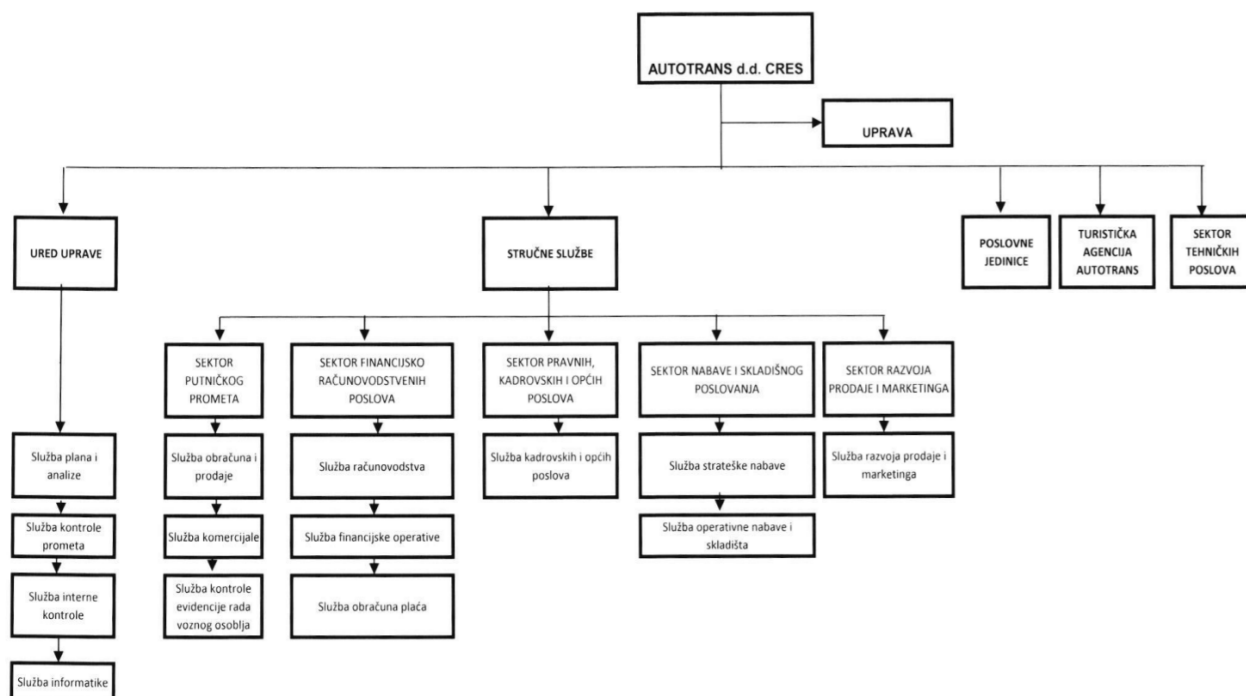 AUTOTRANS d.d. CRES
UPRAVA
URED UPRAVE
STRUČNE SLUŽBE
POSLOVNE
JEDINICE
TURISTIČKA
AGENCIJA
AUTOTRANS
SEKTOR
TEHNIČKIH
POSLOVA
SEKTOR
PUTNIČKOG
PROMETA
SEKTOR FINANCIJSKO
RAČUNOVODSTVENIH
POSLOVA
SEKTOR PRAVNIH,
KADROVSKIH I OPĆIH
POSLOVA
SEKTOR NABAVE I SKLADIŠNOG
POSLOVANJA
SEKTOR RAZVOJA
PRODAJE I MARKETINGA
Služba plana i
analize
Služba obračuna i
prodaje
Služba računovodstva
Služba kadrovskih i općih
poslova
Služba strateške nabave
Služba razvoja prodaje i
marketinga
Služba kontrole
prometa
Služba komercijale
Služba financijske operative
Služba operativne nabave i
skladišta
Služba interne
kontrole
Služba kontrole
evidencije rada
voznog osoblja
Služba obračuna plaća
Služba informatike